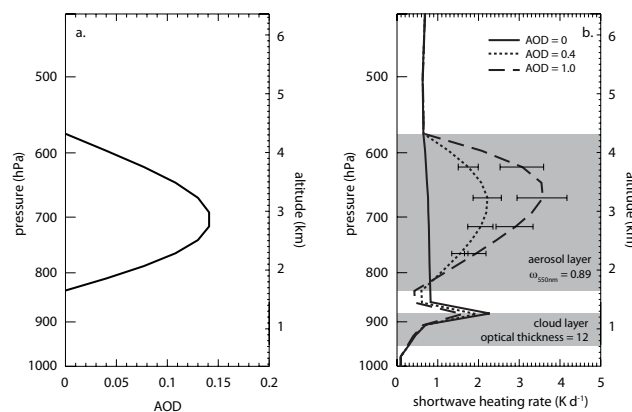 a.
500
600
700
800
900
1000
pressure (hPa)
0
0.05
0.10
0.15
0.2
AOD
6
5
4
3
2
1
altitude (km)
b.
AOD = 0
AOD = 0.4
AOD = 1.0
500
600
700
800
900
1000
pressure (hPa)
aerosol layer
ω550nm = 0.89
cloud layer
optical thickness = 12
0
1
2
3
4
5
shortwave heating rate (K d-1)
6
5
4
3
2
1
altitude (km)